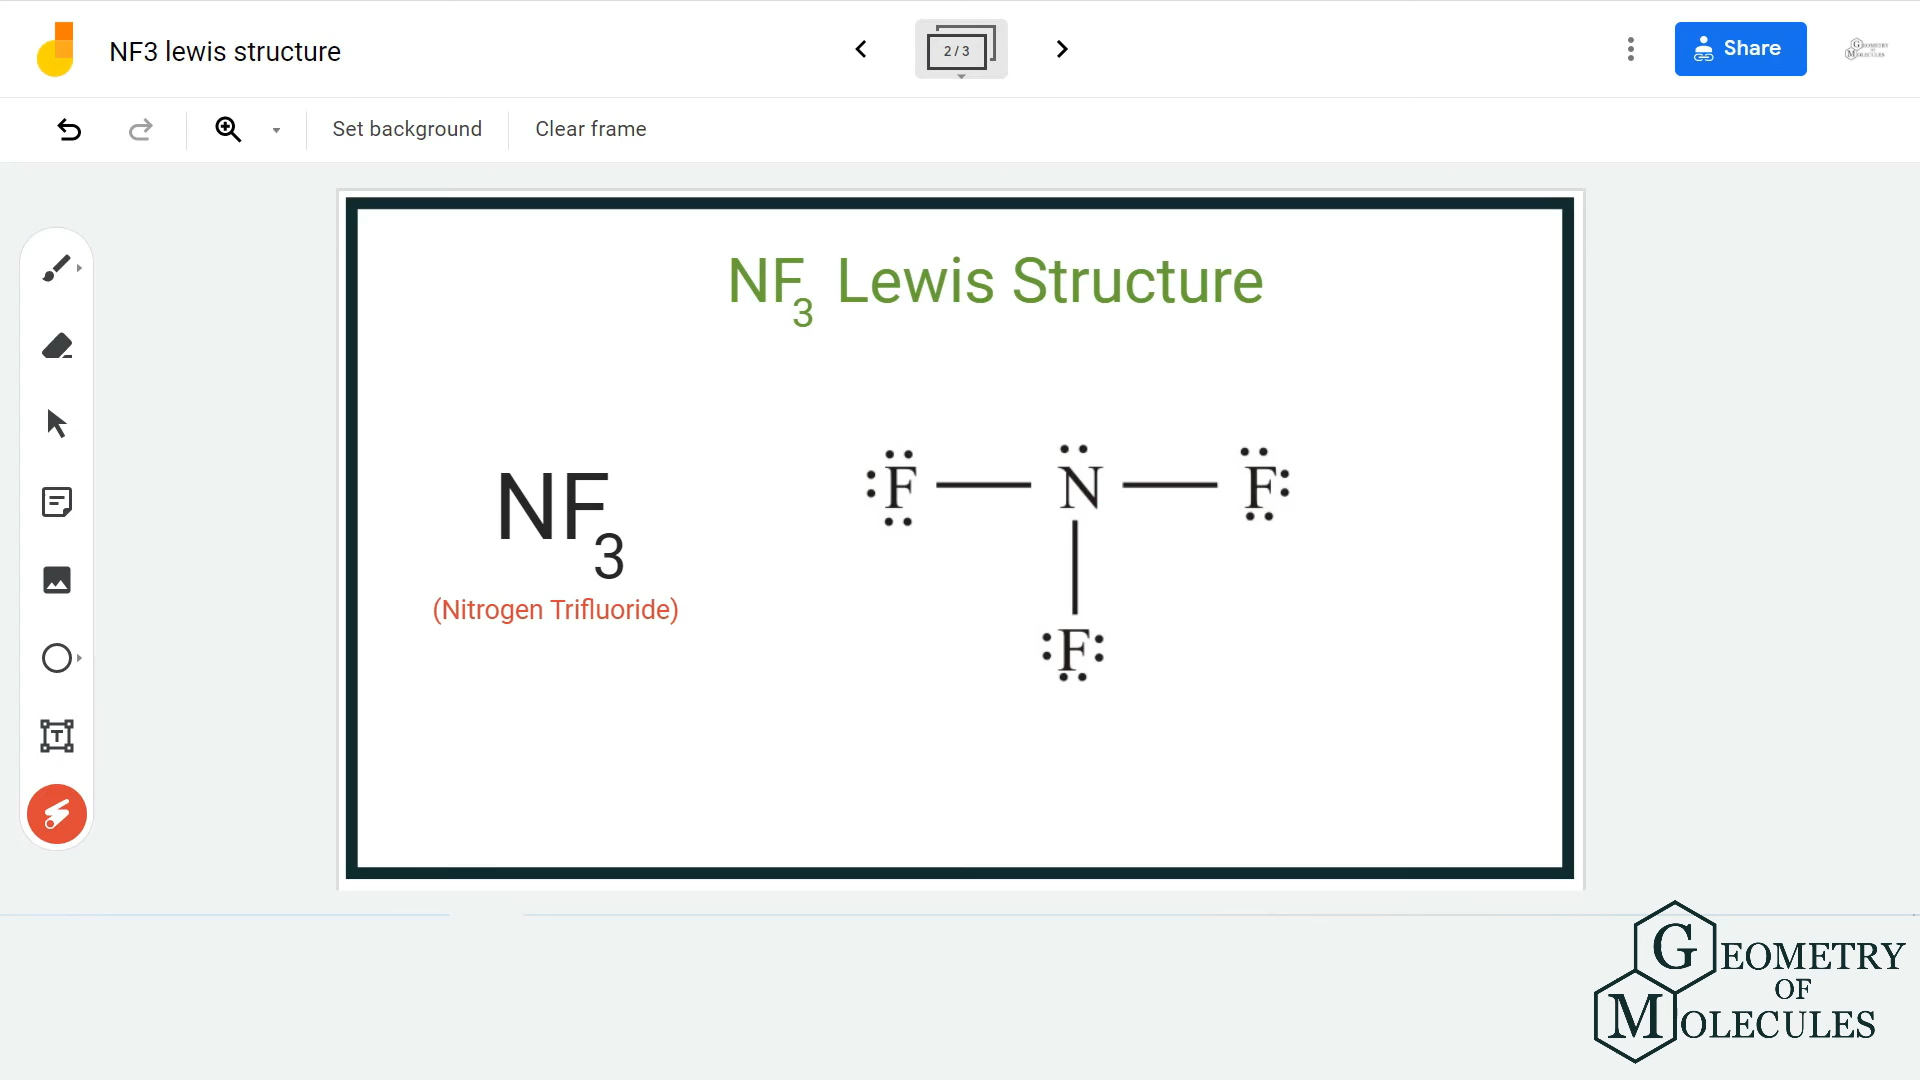 NF3 lewis structure
2 / 3
Share
Set background
Clear frame
NF3 Lewis Structure
NF3
(Nitrogen Trifluoride)
F N F
F
T
GEOMETRY
OF
MOLECULES